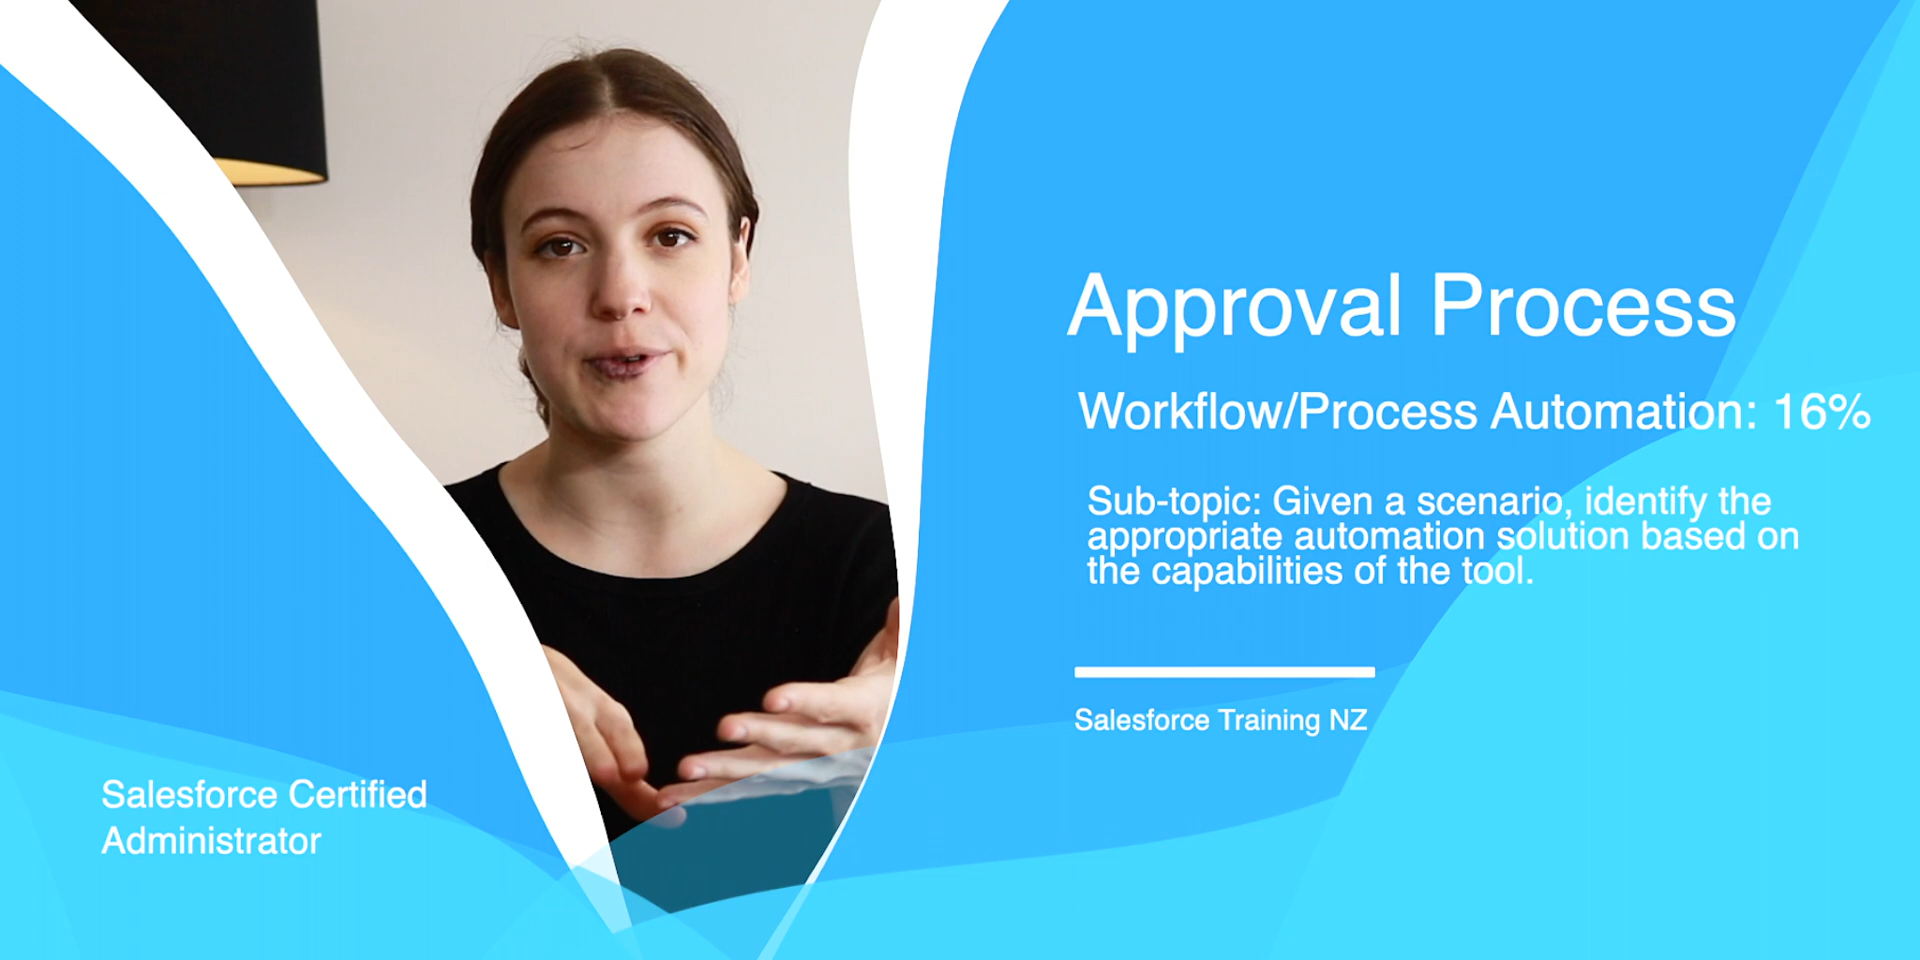 Approval Process
Workflow/Process Automation: 16%
Sub-topic: Given a scenario, identify the
appropriate automation solution based on
the capabilities of the tool.
Salesforce Training NZ
Salesforce Certified
Administrator